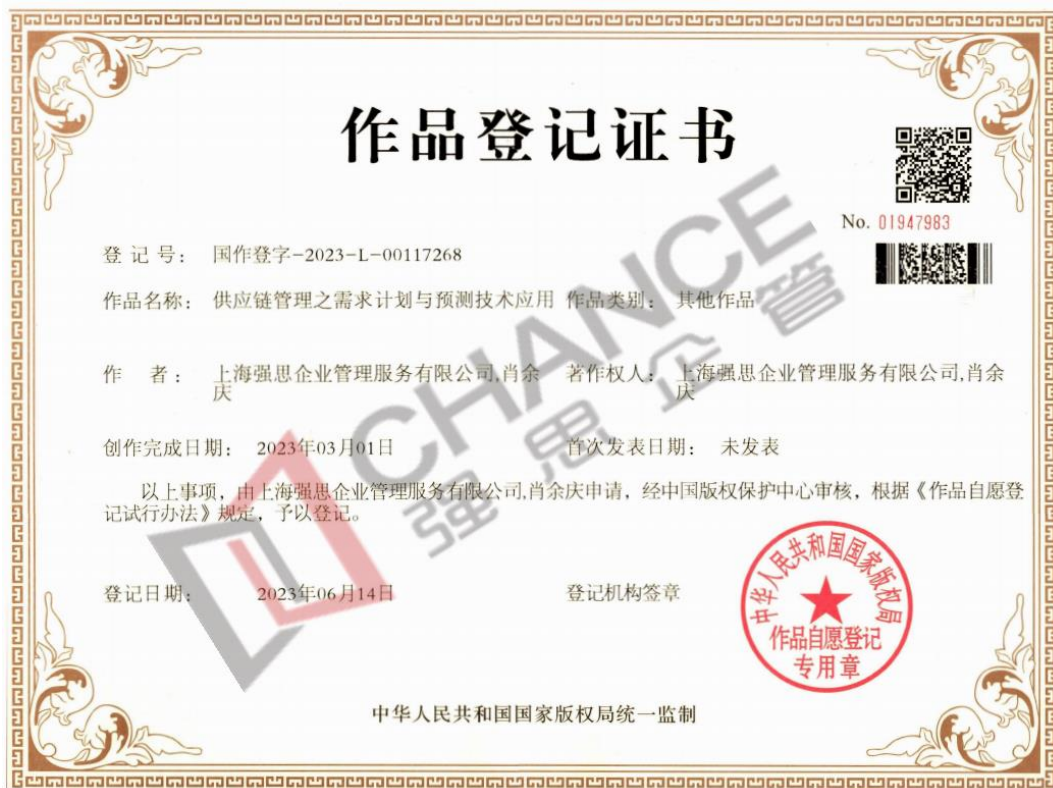 作品登记证书
No. 01947983
登 记 号： 国作登字-2023-L-00117268
作品名称： 供应链管理之需求计划与预测技术应用 作品类别： 其他作品
作 者： 上海强思企业管理服务有限公司,肖余庆 著作权人： 上海强思企业管理服务有限公司,肖余庆
创作完成日期： 2023年03月01日 首次发表日期： 未发表
以上事项，由上海强思企业管理服务有限公司,肖余庆申请，经中国版权保护中心审核，根据《作品自愿登
记试行办法》规定，予以登记。
登记日期： 2023年06月14日 登记机构签章
中华人民共和国国家版权局
作品自愿登记
专用章
中华人民共和国国家版权局统一监制
CHANCE
强思企管